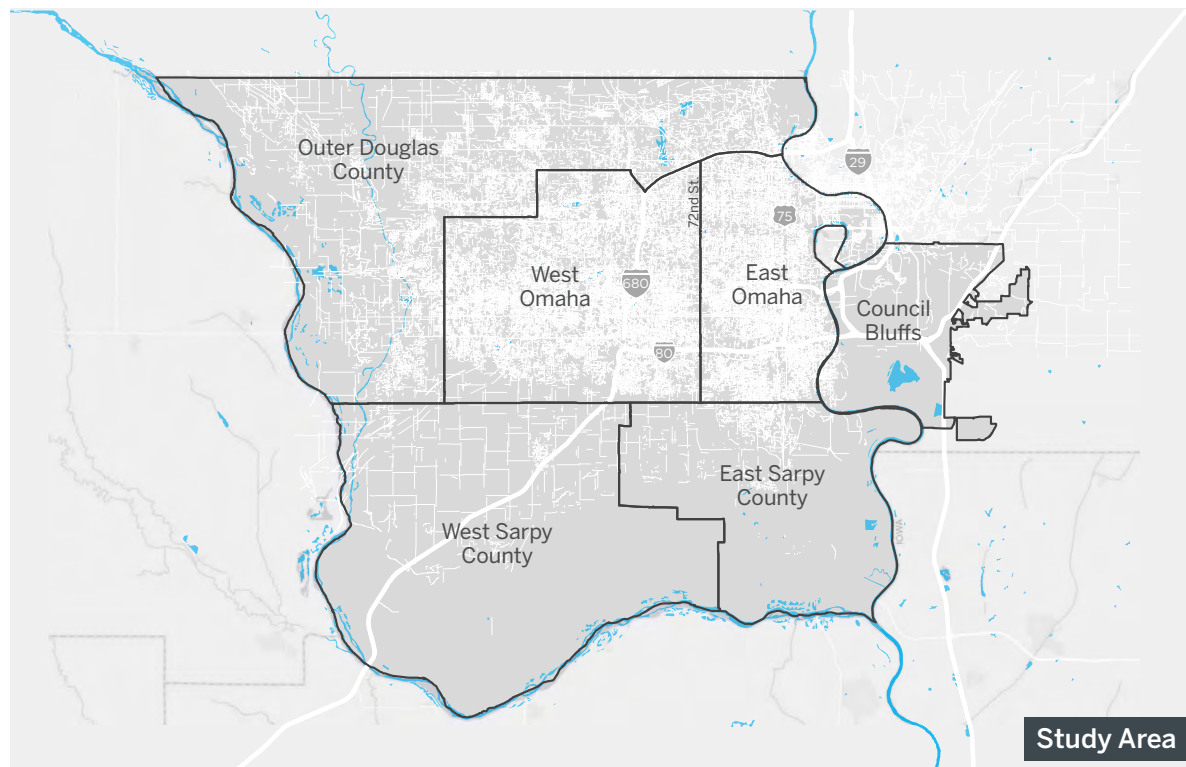 Outer Douglas
County
29
72nd St.
75
West
Omaha
680
East
Omaha
Council
Bluffs
80
East Sarpy
County
West Sarpy
County
IOWA
Study Area